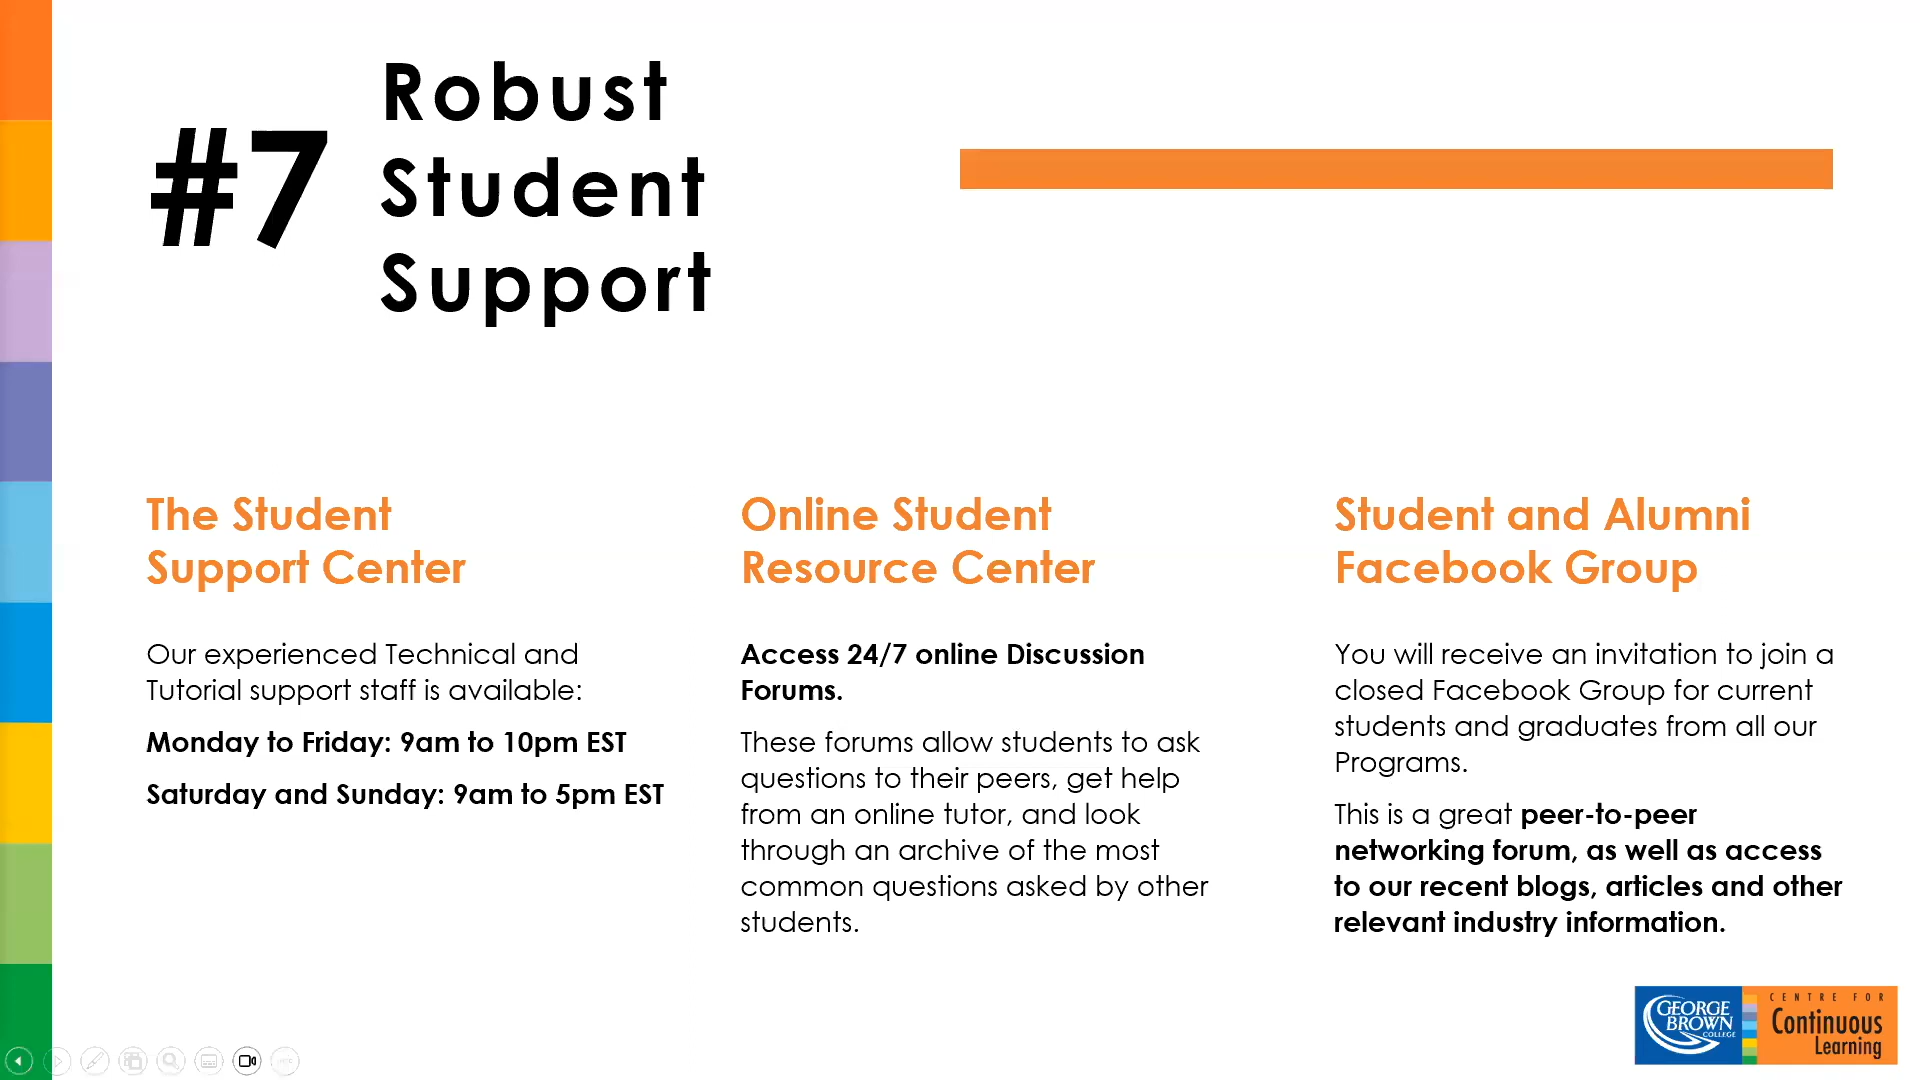 #7
Robust
Student
Support
The Student
Support Center
Our experienced Technical and
Tutorial support staff is available:
Monday to Friday: 9am to 10pm EST
Saturday and Sunday: 9am to 5pm EST
Online Student
Resource Center
Access 24/7 online Discussion
Forums.
These forums allow students to ask
questions to their peers, get help
from an online tutor, and look
through an archive of the most
common questions asked by other
students.
Student and Alumni
Facebook Group
You will receive an invitation to join a
closed Facebook Group for current
students and graduates from all our
Programs.
This is a great peer-to-peer
networking forum, as well as access
to our recent blogs, articles and other
relevant industry information.
GEORGE
BROWN
COLLEGE
CENTRE FOR
Continuous
Learning